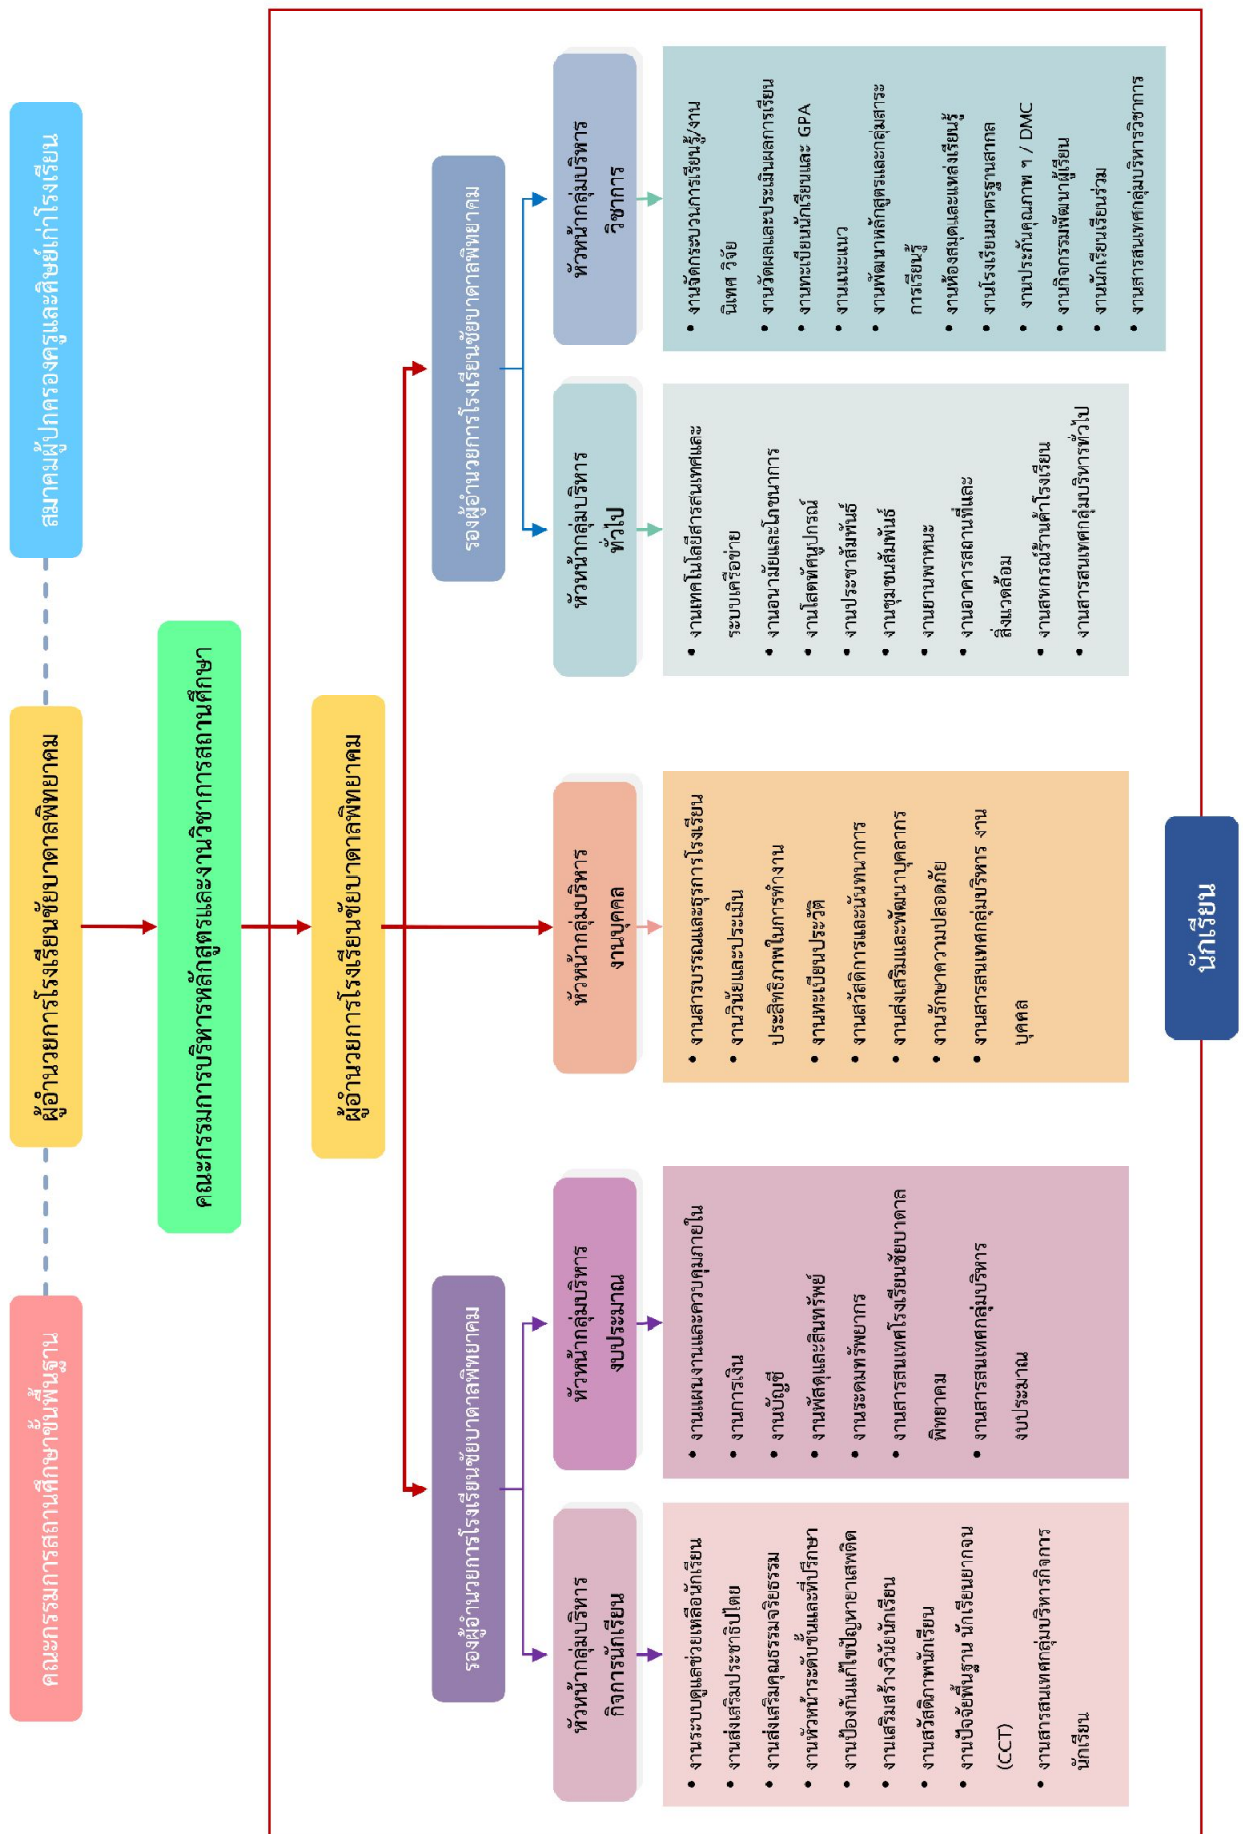 คณะกรรมการสถานศึกษาขั้นพื้นฐาน
ผู้อำนวยการโรงเรียนชัยบาดาลพิทยาคม
สมาคมผู้ปกครองครูและศิษย์เก่าโรงเรียน
คณะกรรมการบริหารหลักสูตรและงานวิชาการสถานศึกษา
ผู้อำนวยการโรงเรียนชัยบาดาลพิทยาคม
รองผู้อำนวยการโรงเรียนชัยบาดาลพิทยาคม
รองผู้อำนวยการโรงเรียนชัยบาดาลพิทยาคม
หัวหน้ากลุ่มบริหาร
กิจการนักเรียน
• งานระบบดูแลช่วยเหลือนักเรียน
• งานส่งเสริมประชาธิปไตย
• งานส่งเสริมคุณธรรมจริยธรรม
• งานหัวหน้าระดับชั้นและที่ปรึกษา
• งานป้องกันแก้ไขปัญหายาเสพติด
• งานเสริมสร้างวินัยนักเรียน
• งานสวัสดิภาพนักเรียน
• งานปัจจัยพื้นฐาน นักเรียนยากจน
(CCT)
• งานสารสนเทศกลุ่มบริหารกิจการ
นักเรียน
หัวหน้ากลุ่มบริหาร
งบประมาณ
• งานแผนงานและควบคุมภายใน
• งานการเงิน
• งานบัญชี
• งานพัสดุและสินทรัพย์
• งานระดมทรัพยากร
• งานสารสนเทศโรงเรียนชัยบาดาล
พิทยาคม
• งานสารสนเทศกลุ่มบริหาร
งบประมาณ
หัวหน้ากลุ่มบริหาร
งานบุคคล
• งานสารบรรณและธุรการโรงเรียน
• งานวินัยและประเมิน
ประสิทธิภาพในการทำงาน
• งานทะเบียนประวัติ
• งานสวัสดิการและนันทนาการ
• งานส่งเสริมและพัฒนาบุคลากร
• งานรักษาความปลอดภัย
• งานสารสนเทศกลุ่มบริหาร งาน
บุคคล
หัวหน้ากลุ่มบริหาร
ทั่วไป
• งานเทคโนโลยีสารสนเทศและ
ระบบเครือข่าย
• งานอนามัยและโภชนาการ
• งานโสตทัศนูปกรณ์
• งานประชาสัมพันธ์
• งานชุมชนสัมพันธ์
• งานยานพาหนะ
• งานอาคารสถานที่และ
สิ่งแวดล้อม
• งานสหกรณ์ร้านค้าโรงเรียน
• งานสารสนเทศกลุ่มบริหารทั่วไป
หัวหน้ากลุ่มบริหาร
วิชาการ
• งานจัดกระบวนการเรียนรู้/งาน
นิเทศ วิจัย
• งานวัดผลและประเมินผลการเรียน
• งานทะเบียนนักเรียนและ GPA
• งานแนะแนว
• งานพัฒนาหลักสูตรและกลุ่มสาระ
การเรียนรู้
• งานห้องสมุดและแหล่งเรียนรู้
• งานโรงเรียนมาตรฐานสากล
• งานประกันคุณภาพ ฯ / DMC
• งานกิจกรรมพัฒนาผู้เรียน
• งานนักเรียนเรียนร่วม
• งานสารสนเทศกลุ่มบริหารวิชาการ
นักเรียน